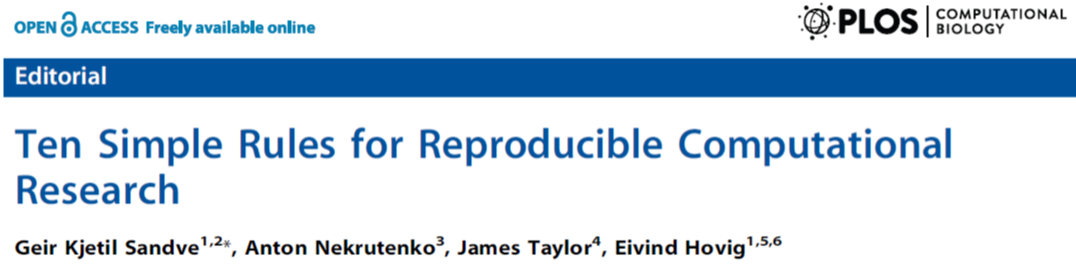 OPEN ACCESS Freely available online
PLOS | COMPUTATIONAL
BIOLOGY
Editorial
Ten Simple Rules for Reproducible Computational
Research
Geir Kjetil Sandve1,2*, Anton Nekrutenko3, James Taylor4, Eivind Hovig1,5,6